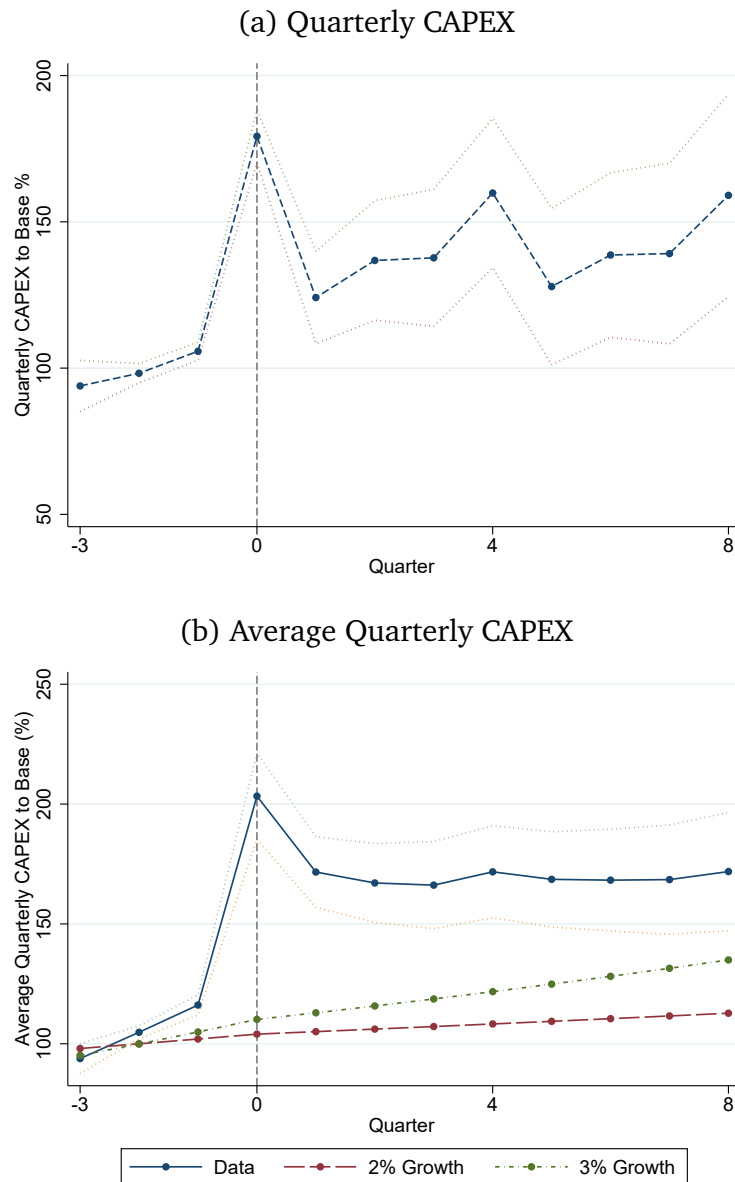 (a) Quarterly CAPEX
Quarterly CAPEX to Base %
200
150
100
50
-3
0
4
8
Quarter
(b) Average Quarterly CAPEX
Average Quarterly CAPEX to Base (%)
250
200
150
100
-3
0
4
8
Quarter
Data
2% Growth
3% Growth